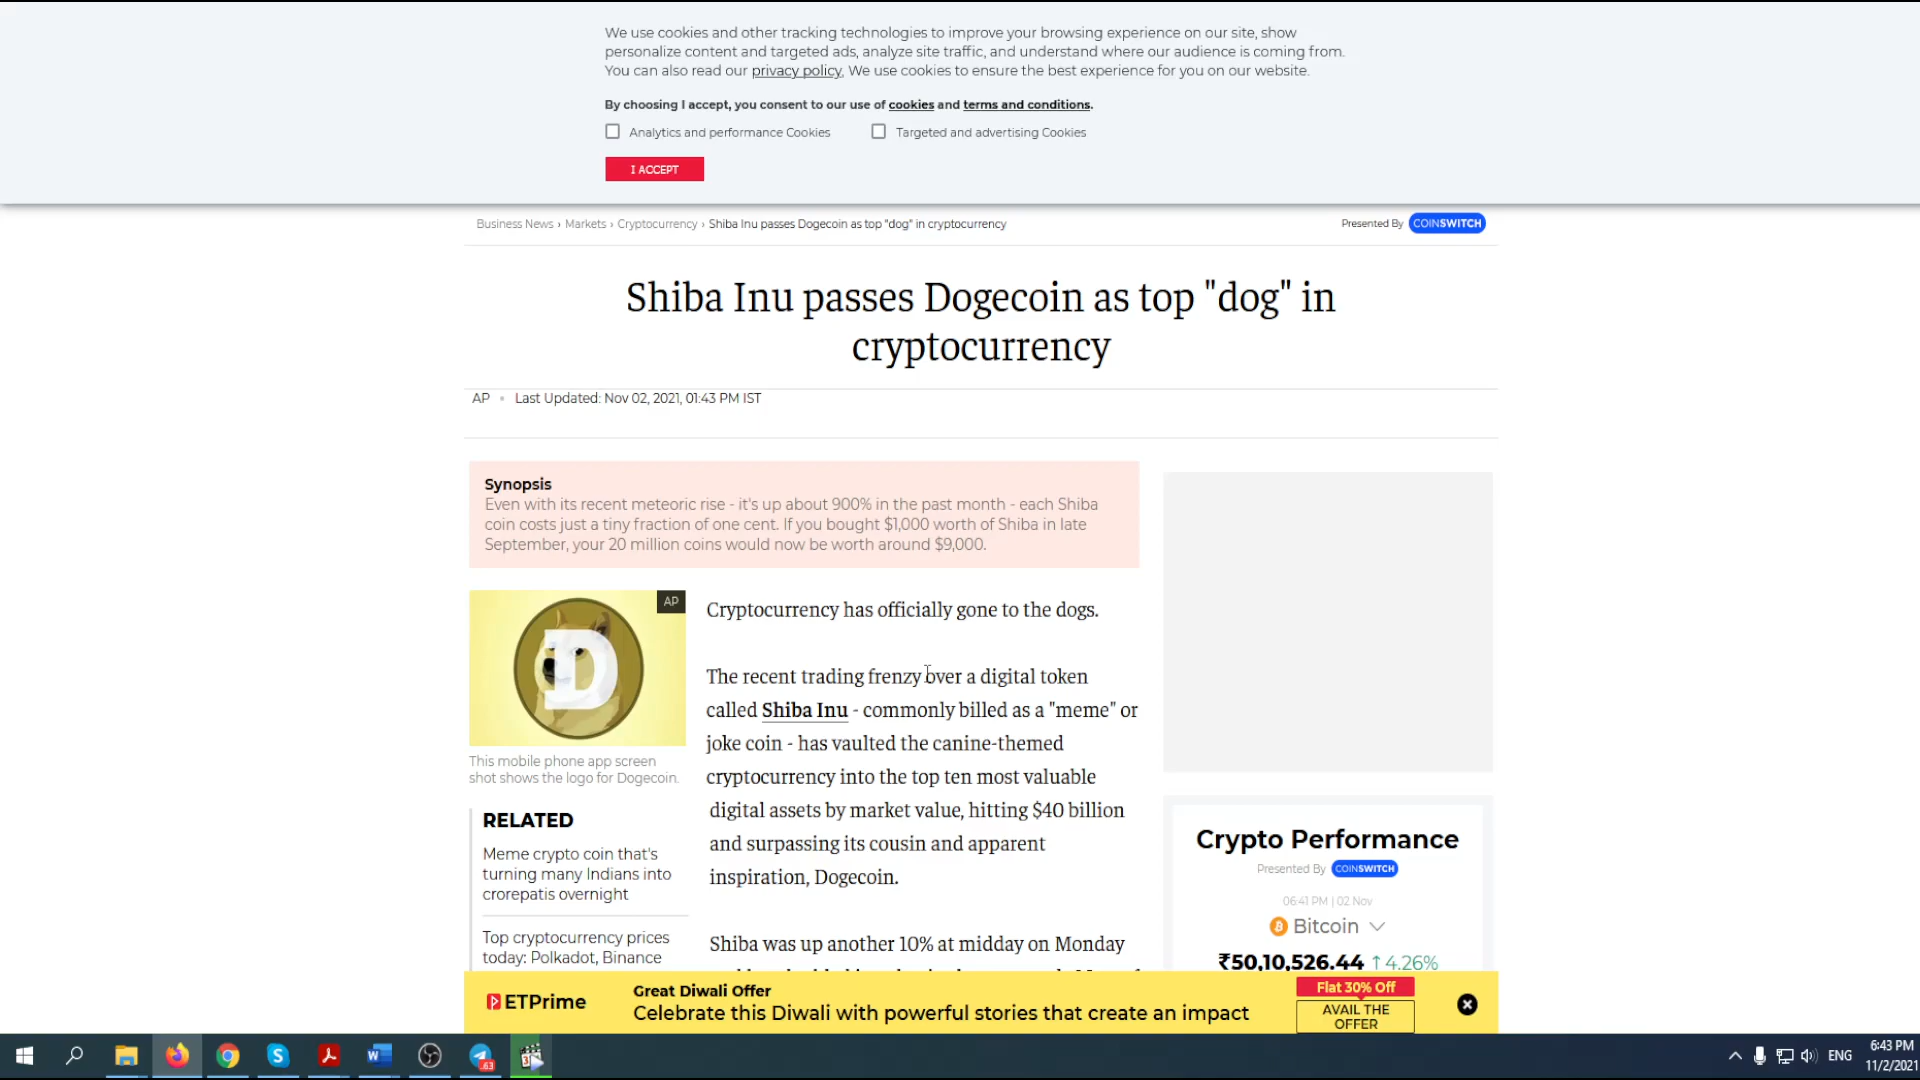 We use cookies and other tracking technologies to improve your browsing experience on our site, show
personalize content and targeted ads, analyze site traffic, and understand where our audience is coming from.
You can also read our privacy policy, We use cookies to ensure the best experience for you on our website.
By choosing I accept, you consent to our use of cookies and terms and conditions.
Analytics and performance Cookies
Targeted and advertising Cookies
I ACCEPT
Business News › Markets › Cryptocurrency › Shiba Inu passes Dogecoin as top "dog" in cryptocurrency
Presented By COINSWITCH
Shiba Inu passes Dogecoin as top "dog" in
cryptocurrency
AP • Last Updated: Nov 02, 2021, 01:43 PM IST
Synopsis
Even with its recent meteoric rise - it's up about 900% in the past month - each Shiba
coin costs just a tiny fraction of one cent. If you bought $1,000 worth of Shiba in late
September, your 20 million coins would now be worth around $9,000.
AP
D
This mobile phone app screen
shot shows the logo for Dogecoin.
RELATED
Meme crypto coin that's
turning many Indians into
crorepatis overnight
Top cryptocurrency prices
today: Polkadot, Binance
Cryptocurrency has officially gone to the dogs.
The recent trading frenzy over a digital token
called Shiba Inu - commonly billed as a "meme" or
joke coin - has vaulted the canine-themed
cryptocurrency into the top ten most valuable
digital assets by market value, hitting $40 billion
and surpassing its cousin and apparent
inspiration, Dogecoin.
Shiba was up another 10% at midday on Monday
Crypto Performance
Presented By COINSWITCH
06:41 PM | 02 Nov
Bitcoin
₹50,10,526.44 ↑4.26%
ETPrime
Great Diwali Offer
Celebrate this Diwali with powerful stories that create an impact
Flat 30% Off
AVAIL THE
OFFER
63
ENG
6:43 PM
11/2/2021